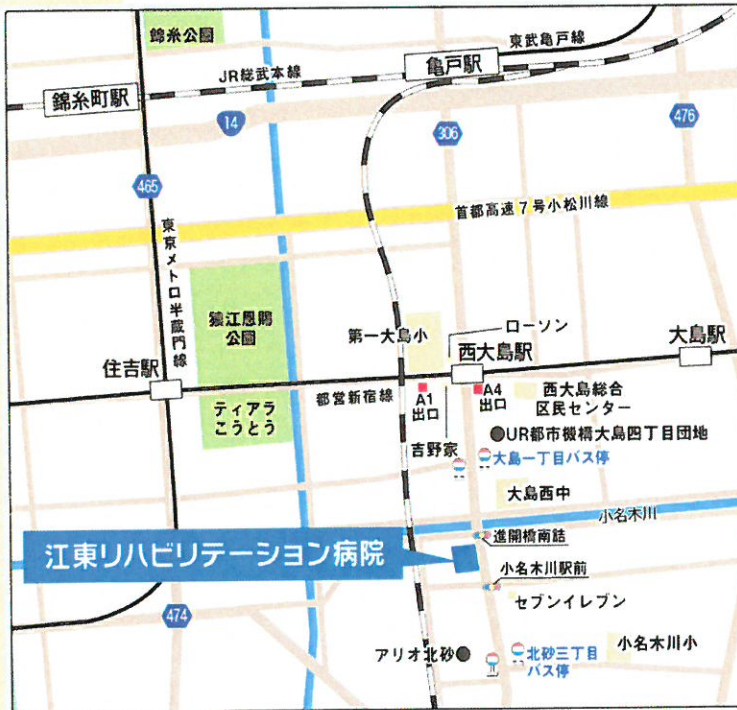 錦糸公園
東武亀戸線
亀戸駅
JR総武本線
錦糸町駅
14
306
476
465
首都高速7号小松川線
東京メトロ半蔵門線
猿江恩賜
公園
第一大島小
ローソン
西大島駅
大島駅
住吉駅
都営新宿線
A1
出口
A4
出口
西大島総合
区民センター
ティアラ
こうとう
吉野家
UR都市機構大島四丁目団地
大島一丁目バス停
大島西中
小名木川
進開橋南詰
江東リハビリテーション病院
小名木川駅前
セブンイレブン
474
アリオ北砂
北砂三丁目
バス停
小名木川小